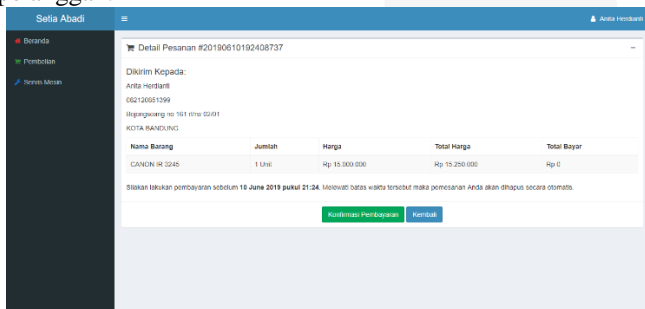 Setia Abadi
Anita Herdianti
Beranda
Pembelian
Servis Mesin
Detail Pesanan #20190610192408737
Dikirim Kepada:
Anita Herdianti
082120651399
Bojongsoang no 161 rt/rw 02/01
KOTA BANDUNG
Nama Barang Jumlah Harga Total Harga Total Bayar
CANON IR 3245 1 Unit Rp 15.000.000 Rp 15.250.000 Rp 0
Silakan lakukan pembayaran sebelum 10 June 2019 pukul 21:24. Melewati batas waktu tersebut maka pemesanan Anda akan dihapus secara otomatis.
Konfirmasi Pembayaran Kembali